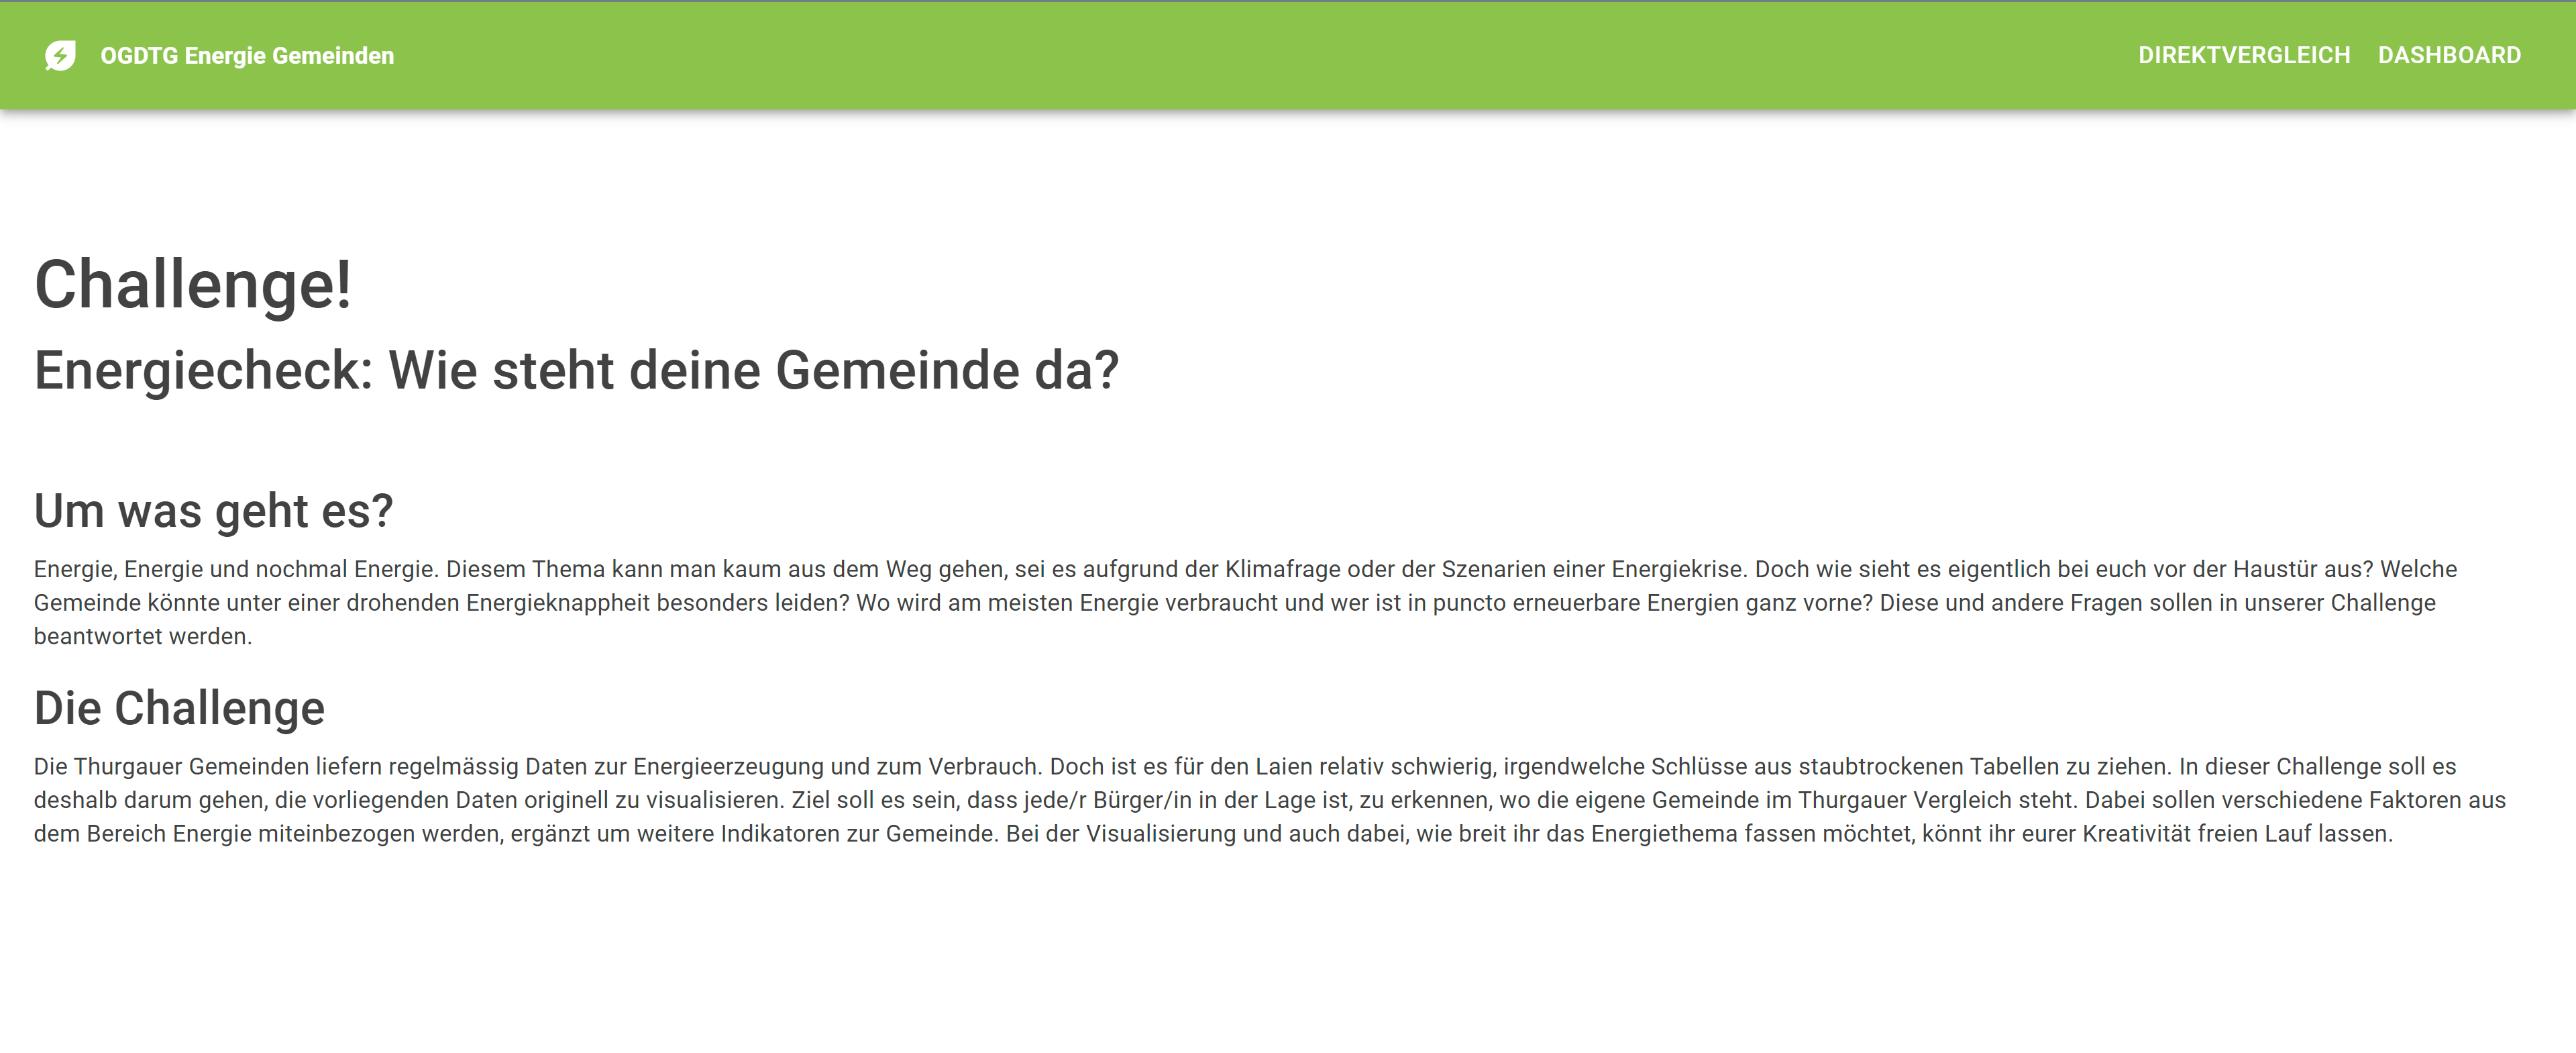 OGDTG Energie Gemeinden
DIREKTVERGLEICH
DASHBOARD
Challenge!
Energiecheck: Wie steht deine Gemeinde da?
Um was geht es?
Energie, Energie und nochmal Energie. Diesem Thema kann man kaum aus dem Weg gehen, sei es aufgrund der Klimafrage oder der Szenarien einer Energiekrise. Doch wie sieht es eigentlich bei euch vor der Haustür aus? Welche
Gemeinde könnte unter einer drohenden Energieknappheit besonders leiden? Wo wird am meisten Energie verbraucht und wer ist in puncto erneuerbare Energien ganz vorne? Diese und andere Fragen sollen in unserer Challenge
beantwortet werden.
Die Challenge
Die Thurgauer Gemeinden liefern regelmässig Daten zur Energieerzeugung und zum Verbrauch. Doch ist es für den Laien relativ schwierig, irgendwelche Schlüsse aus staubtrockenen Tabellen zu ziehen. In dieser Challenge soll es
deshalb darum gehen, die vorliegenden Daten originell zu visualisieren. Ziel soll es sein, dass jede/r Bürger/in in der Lage ist, zu erkennen, wo die eigene Gemeinde im Thurgauer Vergleich steht. Dabei sollen verschiedene Faktoren aus
dem Bereich Energie miteinbezogen werden, ergänzt um weitere Indikatoren zur Gemeinde. Bei der Visualisierung und auch dabei, wie breit ihr das Energiethema fassen möchtet, könnt ihr eurer Kreativität freien Lauf lassen.